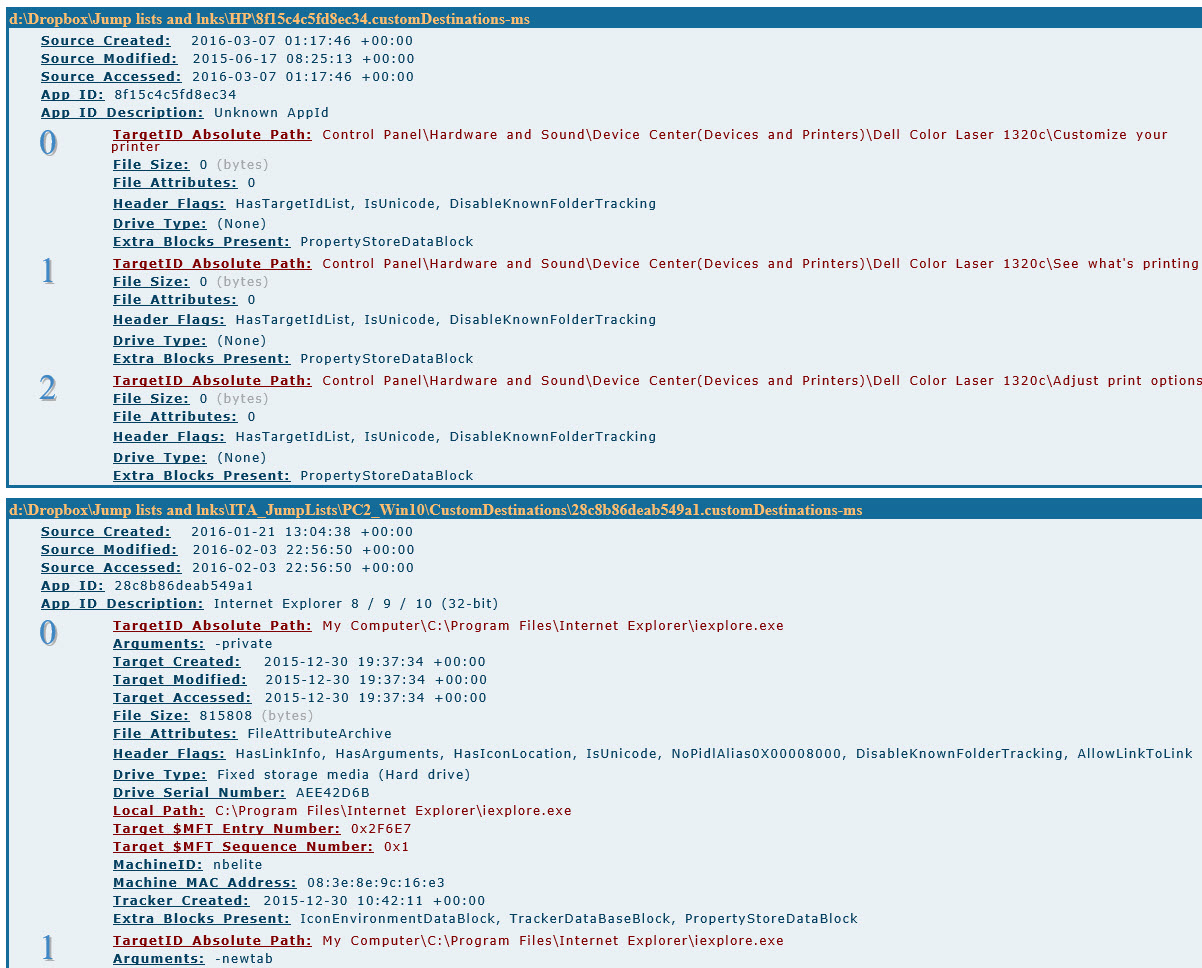 d:\Dropbox\Jump lists and lnks\HP\8f15c4c5fd8ec34.customDestinations-ms
Source Created: 2016-03-07 01:17:46 +00:00
Source Modified: 2015-06-17 08:25:13 +00:00
Source Accessed: 2016-03-07 01:17:46 +00:00
App ID: 8f15c4c5fd8ec34
App ID Description: Unknown AppId
0
TargetID Absolute Path: Control Panel\Hardware and Sound\Device Center(Devices and Printers)\Dell Color Laser 1320c\Customize your
printer
File Size: 0 (bytes)
File Attributes: 0
Header Flags: HasTargetIdList, IsUnicode, DisableKnownFolderTracking
Drive Type: (None)
Extra Blocks Present: PropertyStoreDataBlock
1
TargetID Absolute Path: Control Panel\Hardware and Sound\Device Center(Devices and Printers)\Dell Color Laser 1320c\See what's printing
File Size: 0 (bytes)
File Attributes: 0
Header Flags: HasTargetIdList, IsUnicode, DisableKnownFolderTracking
Drive Type: (None)
Extra Blocks Present: PropertyStoreDataBlock
2
TargetID Absolute Path: Control Panel\Hardware and Sound\Device Center(Devices and Printers)\Dell Color Laser 1320c\Adjust print options
File Size: 0 (bytes)
File Attributes: 0
Header Flags: HasTargetIdList, IsUnicode, DisableKnownFolderTracking
Drive Type: (None)
Extra Blocks Present: PropertyStoreDataBlock
d:\Dropbox\Jump lists and lnks\ITA_JumpLists\PC2_Win10\CustomDestinations\28c8b86deab549a1.customDestinations-ms
Source Created: 2016-01-21 13:04:38 +00:00
Source Modified: 2016-02-03 22:56:50 +00:00
Source Accessed: 2016-02-03 22:56:50 +00:00
App ID: 28c8b86deab549a1
App ID Description: Internet Explorer 8 / 9 / 10 (32-bit)
0
TargetID Absolute Path: My Computer\C:\Program Files\Internet Explorer\iexplore.exe
Arguments: -private
Target Created: 2015-12-30 19:37:34 +00:00
Target Modified: 2015-12-30 19:37:34 +00:00
Target Accessed: 2015-12-30 19:37:34 +00:00
File Size: 815808 (bytes)
File Attributes: FileAttributeArchive
Header Flags: HasLinkInfo, HasArguments, HasIconLocation, IsUnicode, NoPidlAlias0X00008000, DisableKnownFolderTracking, AllowLinkToLink
Drive Type: Fixed storage media (Hard drive)
Drive Serial Number: AEE42D6B
Local Path: C:\Program Files\Internet Explorer\iexplore.exe
Target $MFT Entry Number: 0x2F6E7
Target $MFT Sequence Number: 0x1
MachineID: nbelite
Machine MAC Address: 08:3e:8e:9c:16:e3
Tracker Created: 2015-12-30 10:42:11 +00:00
Extra Blocks Present: IconEnvironmentDataBlock, TrackerDataBaseBlock, PropertyStoreDataBlock
1
TargetID Absolute Path: My Computer\C:\Program Files\Internet Explorer\iexplore.exe
Arguments: -newtab